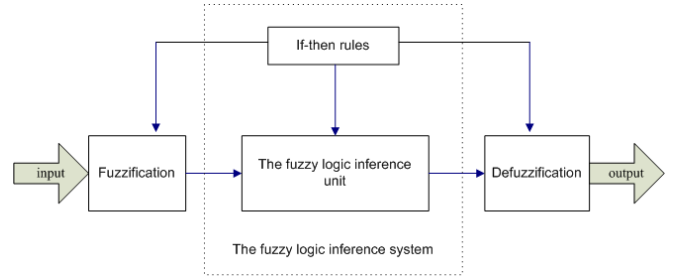 If-then rules
input
Fuzzification
The fuzzy logic inference
unit
Defuzzification
output
The fuzzy logic inference system